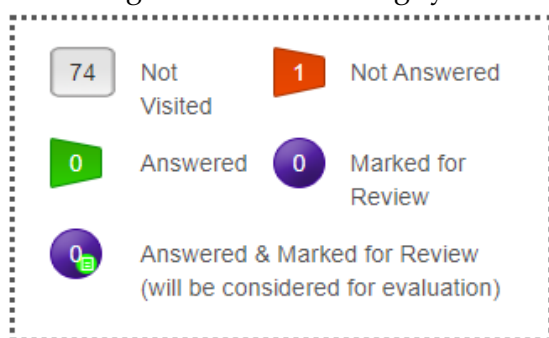 74 Not Visited
1 Not Answered
0 Answered
0 Marked for Review
0 Answered & Marked for Review
(will be considered for evaluation)